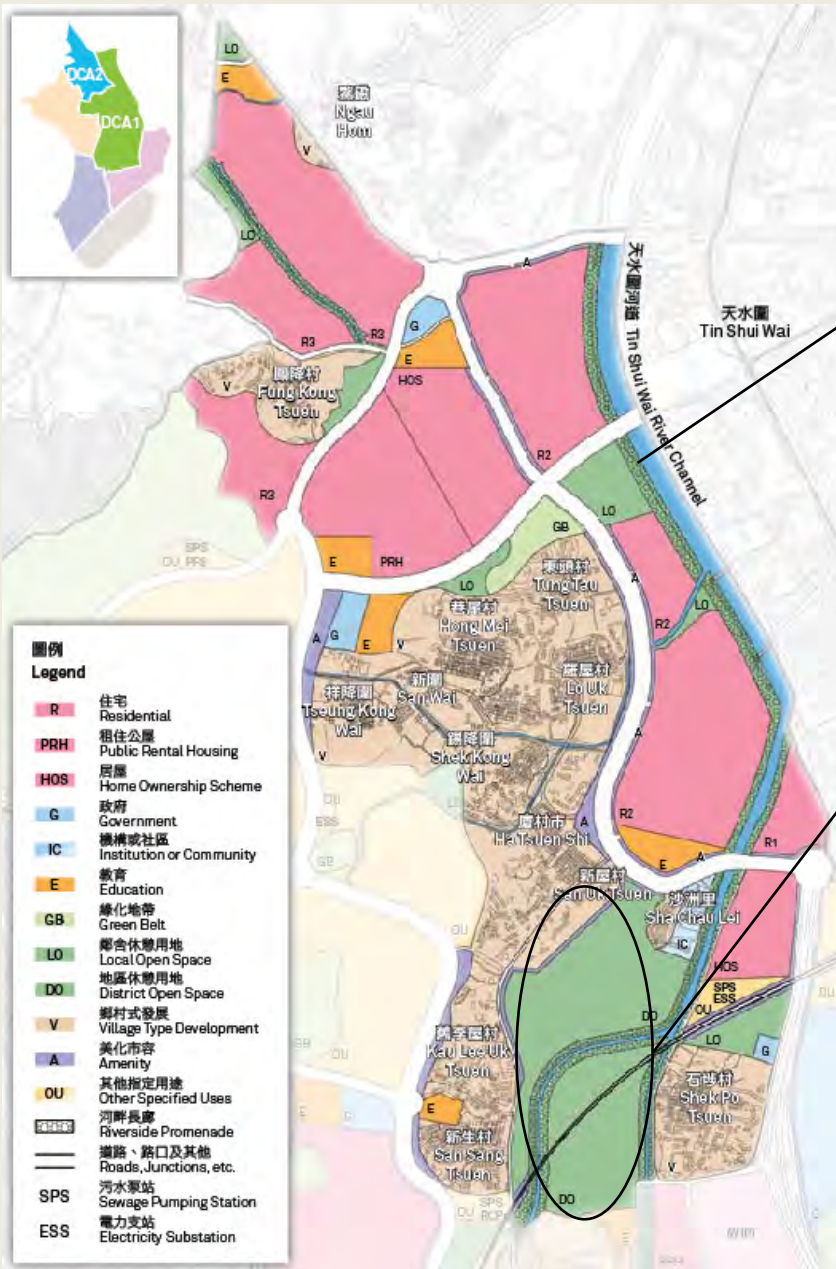 DCA2
DCA1
LO
E
Ngau
Hom
V
LO
A
天水圍河道 Tin Shui Wai River Channel
天水圍
Tin Shui Wai
G
R3
R3
E
HOS
V
Fung Kong
Tsuen
R2
R3
LO
GB
SPS
OU PFS
E
PRH
LO
東頭村
Tung Tau
Tsuen
A
R2
LO
A
G
E
V
巷尾村
Hong Mei
Tsuen
新圍
San Wai
羅屋村
Lo Uk
Tsuen
祥降圍
Tseung Kong
Wai
錫降圍
Shek Kong
Wai
A
V
OU
ESS
GB
LO
A
R2
厦村市
Ha Tsuen Shi
R1
E
A
新屋村
San Uk Tsuen
沙洲里
Sha Chau Lei
IC
OU
HOS
SPS
ESS
OU
DO
LO
G
Kau Lee Uk
Tsuen
GB
OU
石埗村
Shek Po
Tsuen
E
G
E
新生村
San Sang
Tsuen
V
DO
OU
SPS
RCP
E
圖例
Legend
R
住宅
Residential
PRH
租住公屋
Public Rental Housing
HOS
居屋
Home Ownership Scheme
G
政府
Government
IC
機構或社區
Institution or Community
E
教育
Education
GB
綠化地帶
Green Belt
LO
鄰舍休憩用地
Local Open Space
DO
地區休憩用地
District Open Space
V
鄉村式發展
Village Type Development
A
美化市容
Amenity
OU
其他指定用途
Other Specified Uses
河畔長廊
Riverside Promenade
道路、路口及其他
Roads, Junctions, etc.
SPS
污水泵站
Sewage Pumping Station
ESS
電力支站
Electricity Substation